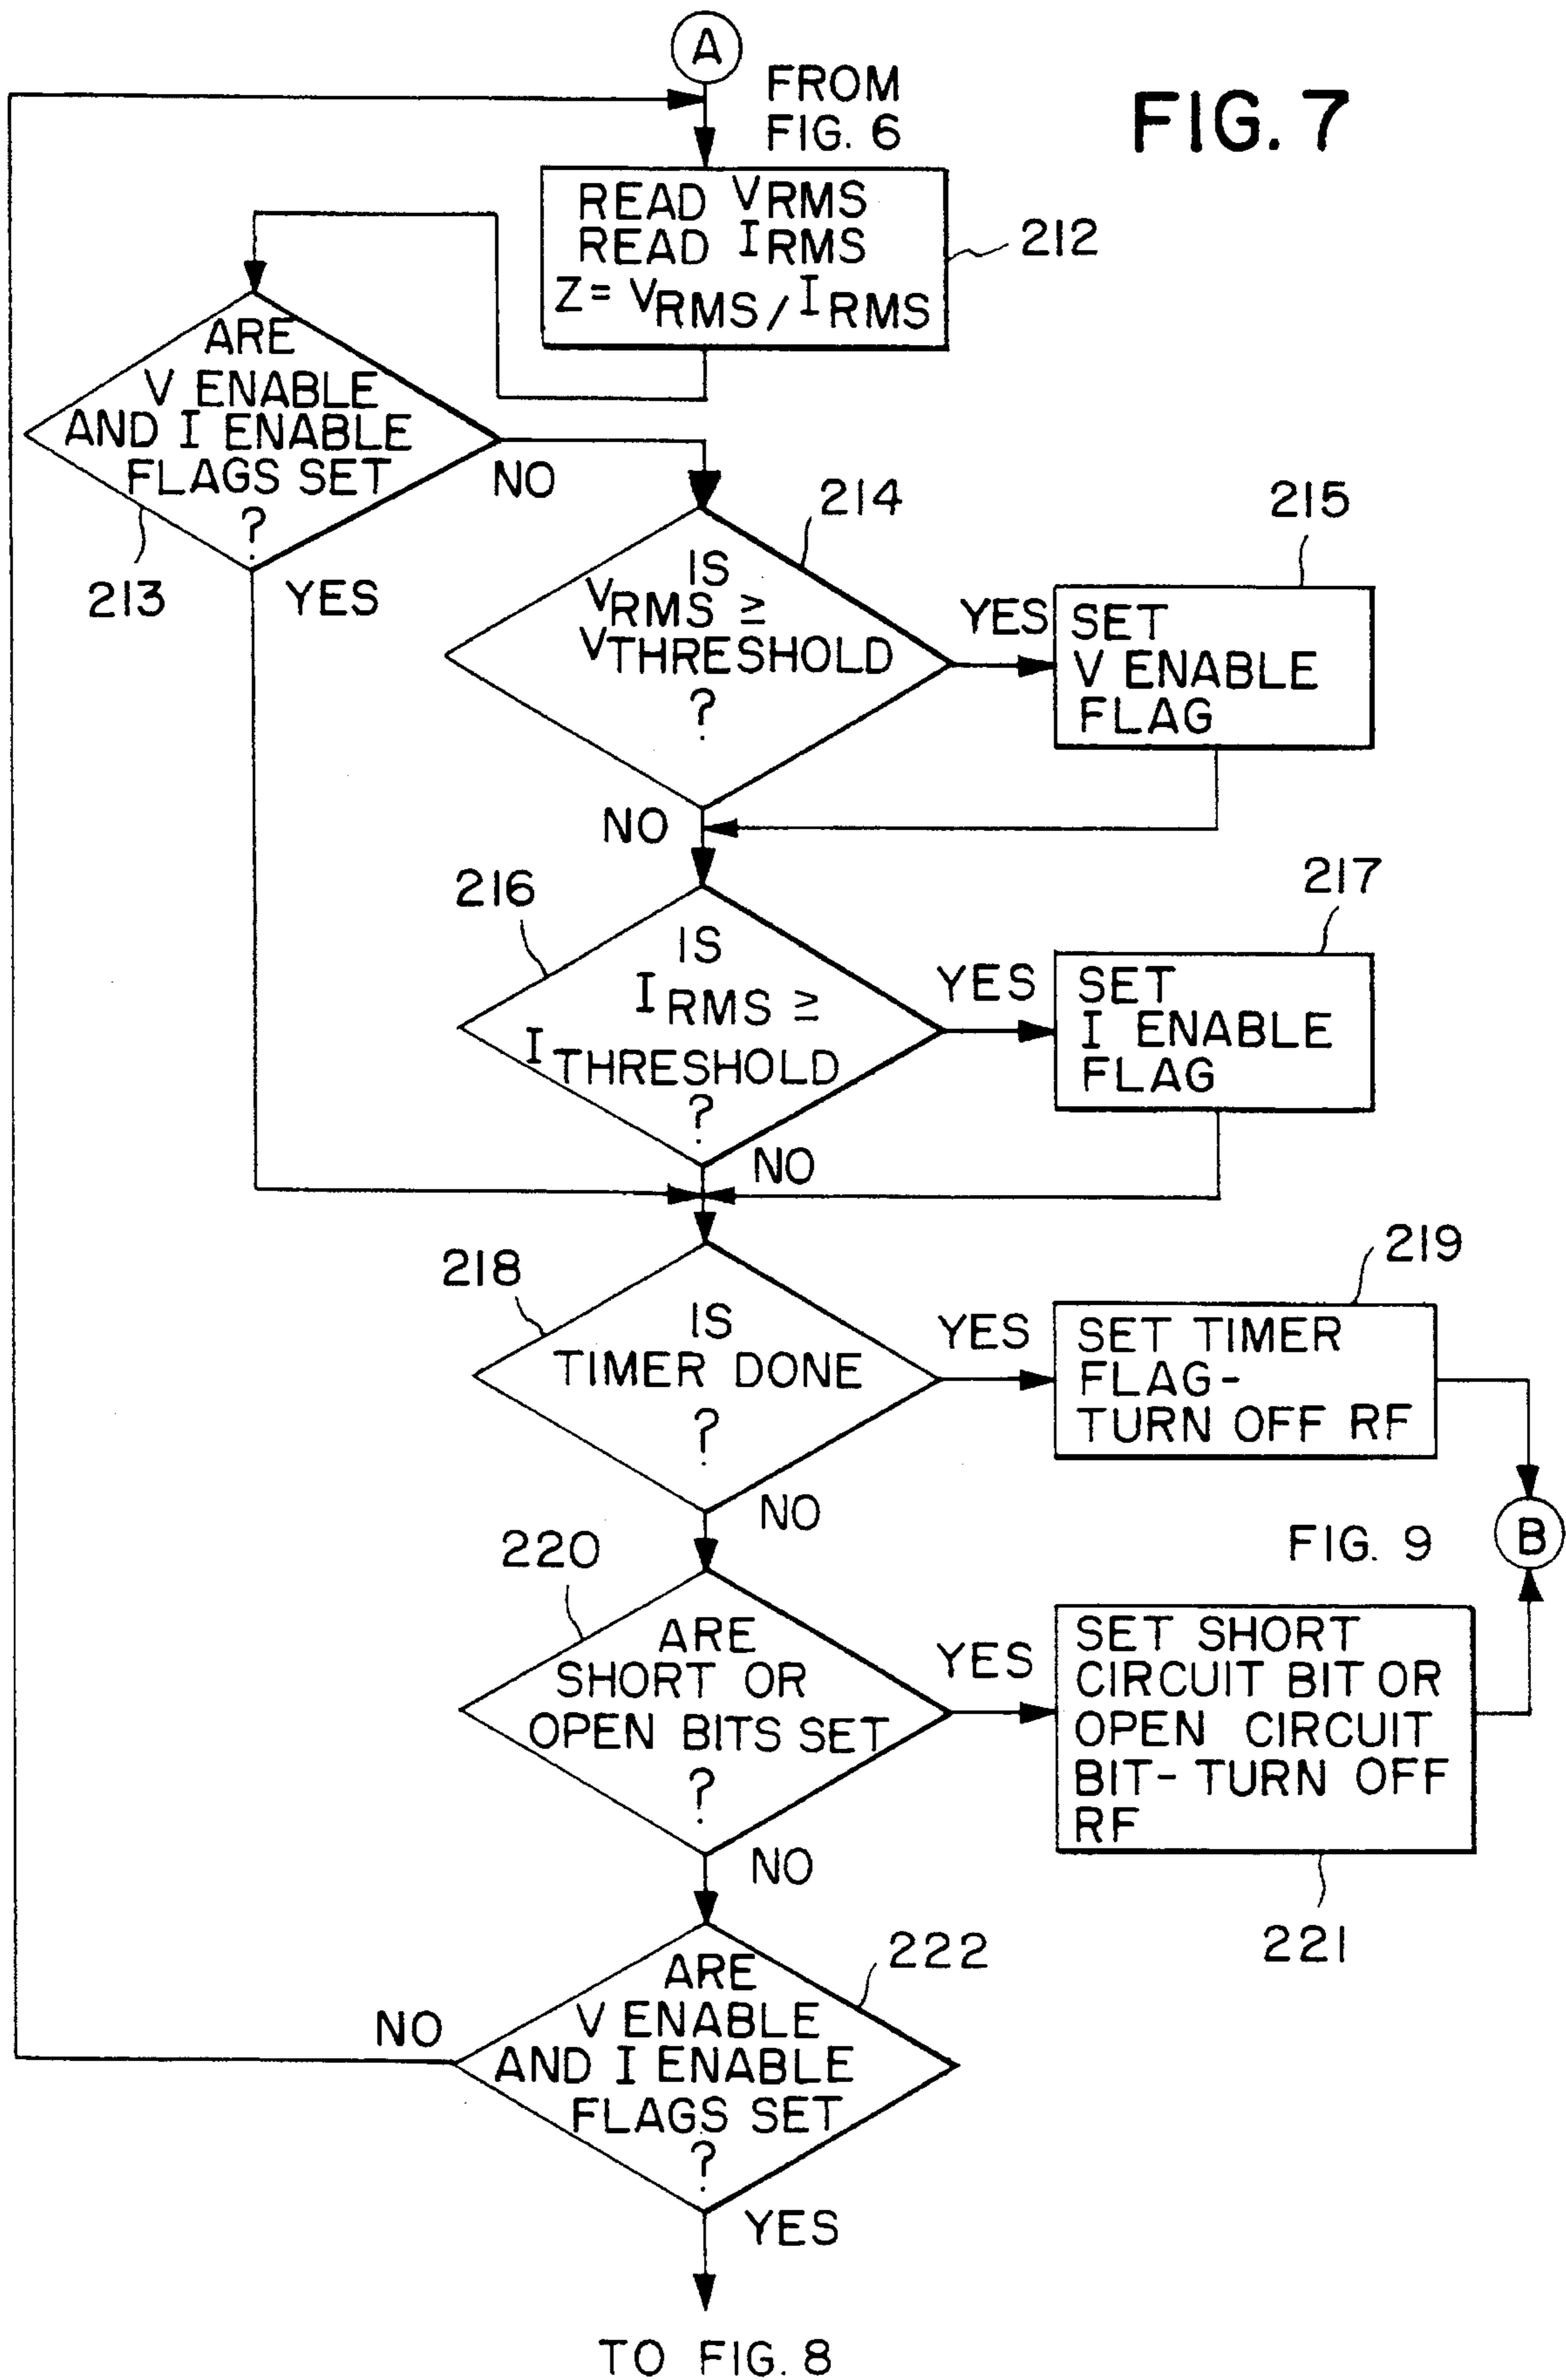 A
FROM
FIG. 6
FIG. 7
READ VRMS
READ IRMS
Z= VRMS/IRMS
212
ARE
V ENABLE
AND I ENABLE
FLAGS SET
?
213
NO
YES
214
IS
VRMS ≥
VTHRESHOLD
?
YES
NO
215
SET
V ENABLE
FLAG
216
IS
IRMS ≥
ITHRESHOLD
?
YES
NO
217
SET
I ENABLE
FLAG
218
IS
TIMER DONE
?
YES
NO
219
SET TIMER
FLAG-
TURN OFF RF
FIG. 9
B
220
ARE
SHORT OR
OPEN BITS SET
?
YES
NO
SET SHORT
CIRCUIT BIT OR
OPEN CIRCUIT
BIT- TURN OFF
RF
221
222
ARE
V ENABLE
AND I ENABLE
FLAGS SET
?
NO
YES
TO FIG. 8